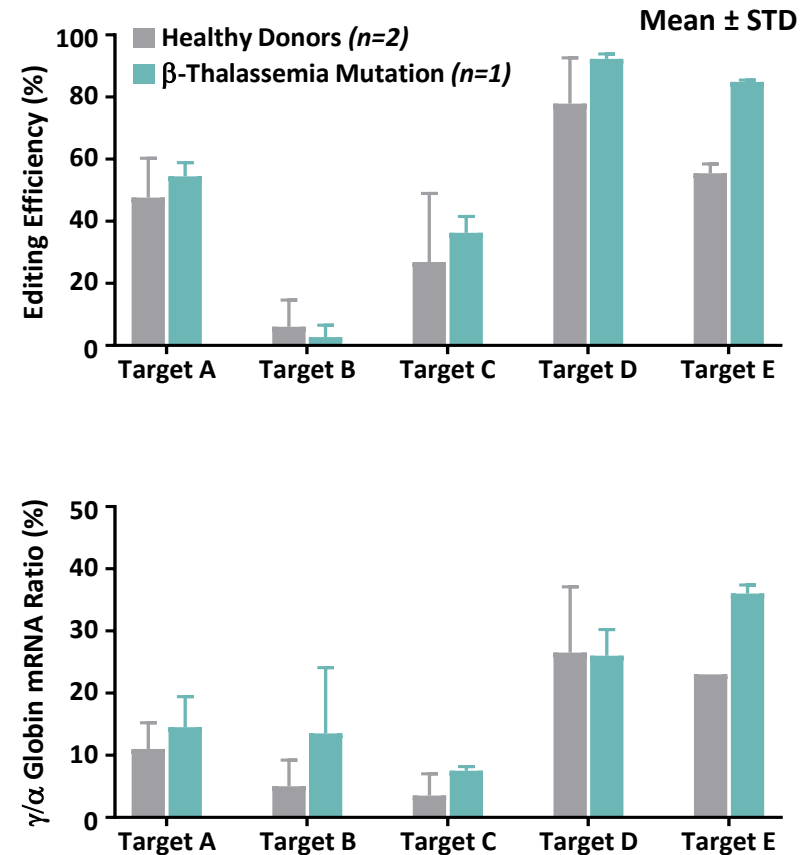 Mean ± STD
Healthy Donors (n=2)
β-Thalassemia Mutation (n=1)
Editing Efficiency (%)
100
80
60
40
20
0
Target A Target B Target C Target D Target E
γ/α Globin mRNA Ratio (%)
50
40
30
20
10
0
Target A Target B Target C Target D Target E